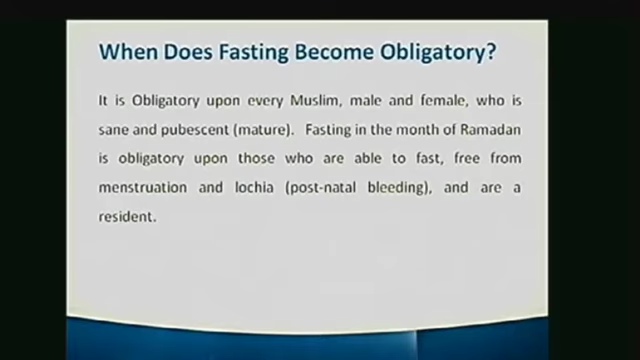 When Does Fasting Become Obligatory?
It is Obligatory upon every Muslim, male and female, who is
sane and pubescent (mature). Fasting in the month of Ramadan
is obligatory upon those who are able to fast, free from
menstruation and lochia (post-natal bleeding), and are a
resident.